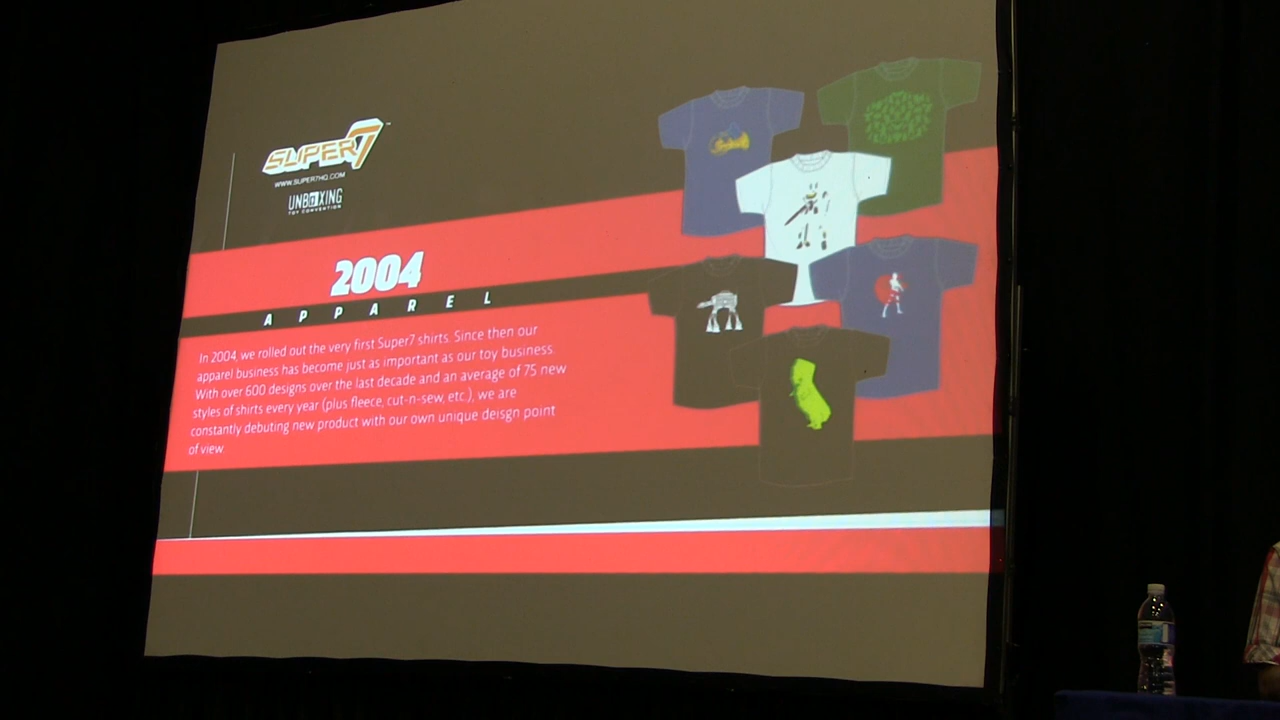 SUPER7™
WWW.SUPER7HQ.COM
UNBOXING
TOY CONVENTION
2004
APPAREL
In 2004, we rolled out the very first Super7 shirts. Since then our
apparel business has become just as important as our toy business.
With over 600 designs over the last decade and an average of 75 new
styles of shirts every year (plus fleece, cut-n-sew, etc.), we are
constantly debuting new product with our own unique deisgn point
of view.